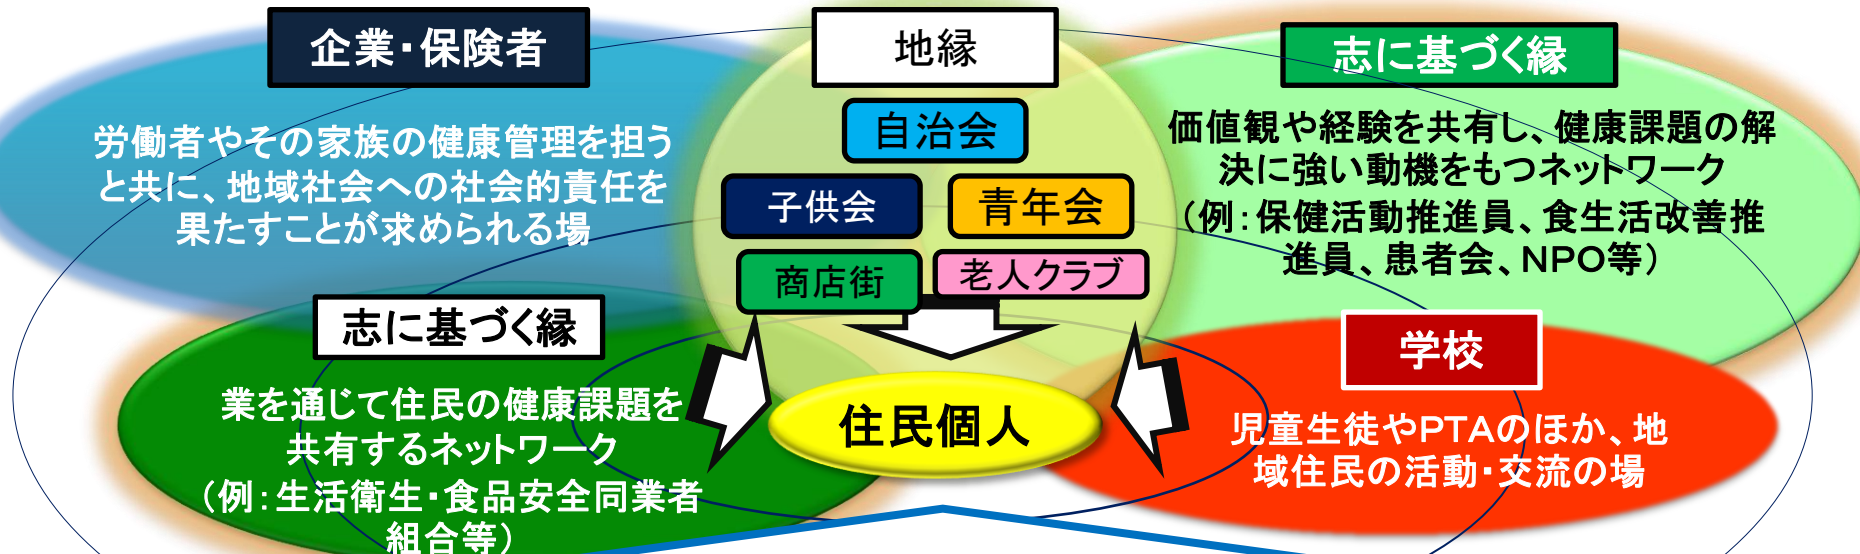 企業・保険者
労働者やその家族の健康管理を担う
と共に、地域社会への社会的責任を
果たすことが求められる場
地縁
自治会
子供会
青年会
商店街
老人クラブ
志に基づく縁
価値観や経験を共有し、健康課題の解
決に強い動機をもつネットワーク
（例：保健活動推進員、食生活改善推
進員、患者会、NPO等）
志に基づく縁
業を通じて住民の健康課題を
共有するネットワーク
（例：生活衛生・食品安全同業者
組合等）
住民個人
学校
児童生徒やPTAのほか、地
域住民の活動・交流の場